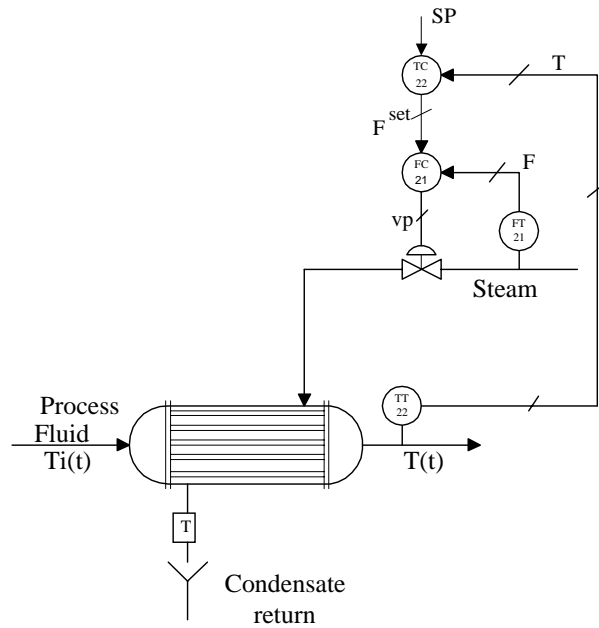 SP
TC
22
T
F set
FC
21
F
vp
FT
21
Steam
Process
Fluid
Ti(t)
TT
22
T(t)
T
Condensate
return